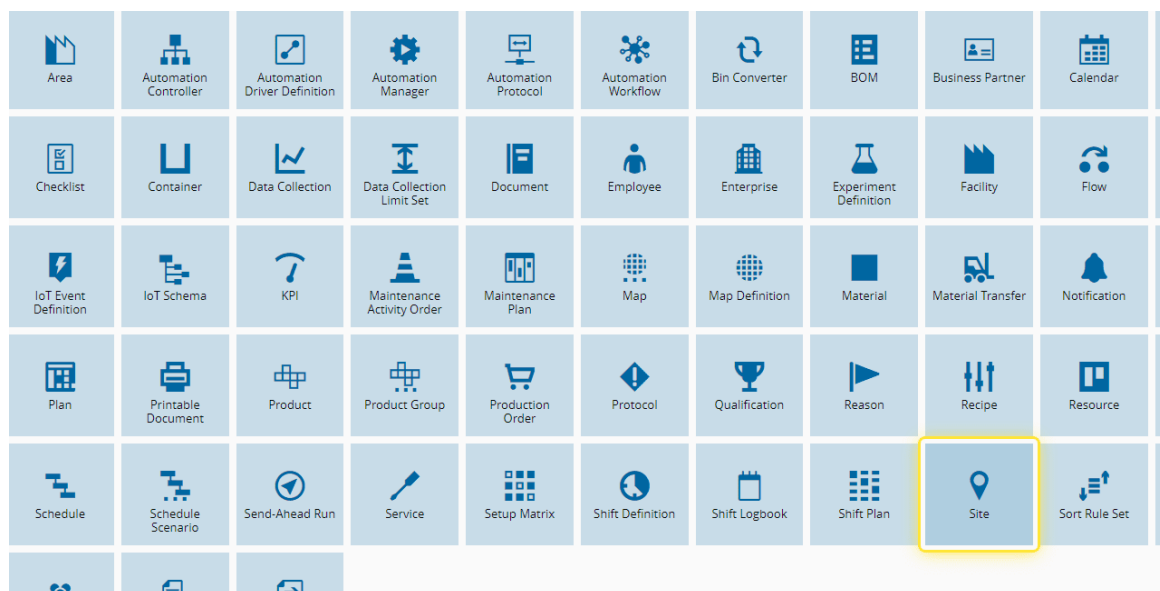 Area
Automation
Controller
Automation
Driver Definition
Automation
Manager
Automation
Protocol
Automation
Workflow
Bin Converter
BOM
Business Partner
Calendar
Checklist
Container
Data Collection
Data Collection
Limit Set
Document
Employee
Enterprise
Experiment
Definition
Facility
Flow
IoT Event
Definition
IoT Schema
KPI
Maintenance
Activity Order
Maintenance
Plan
Map
Map Definition
Material
Material Transfer
Notification
Plan
Printable
Document
Product
Product Group
Production
Order
Protocol
Qualification
Reason
Recipe
Resource
Schedule
Schedule
Scenario
Send-Ahead Run
Service
Setup Matrix
Shift Definition
Shift Logbook
Shift Plan
Site
Sort Rule Set